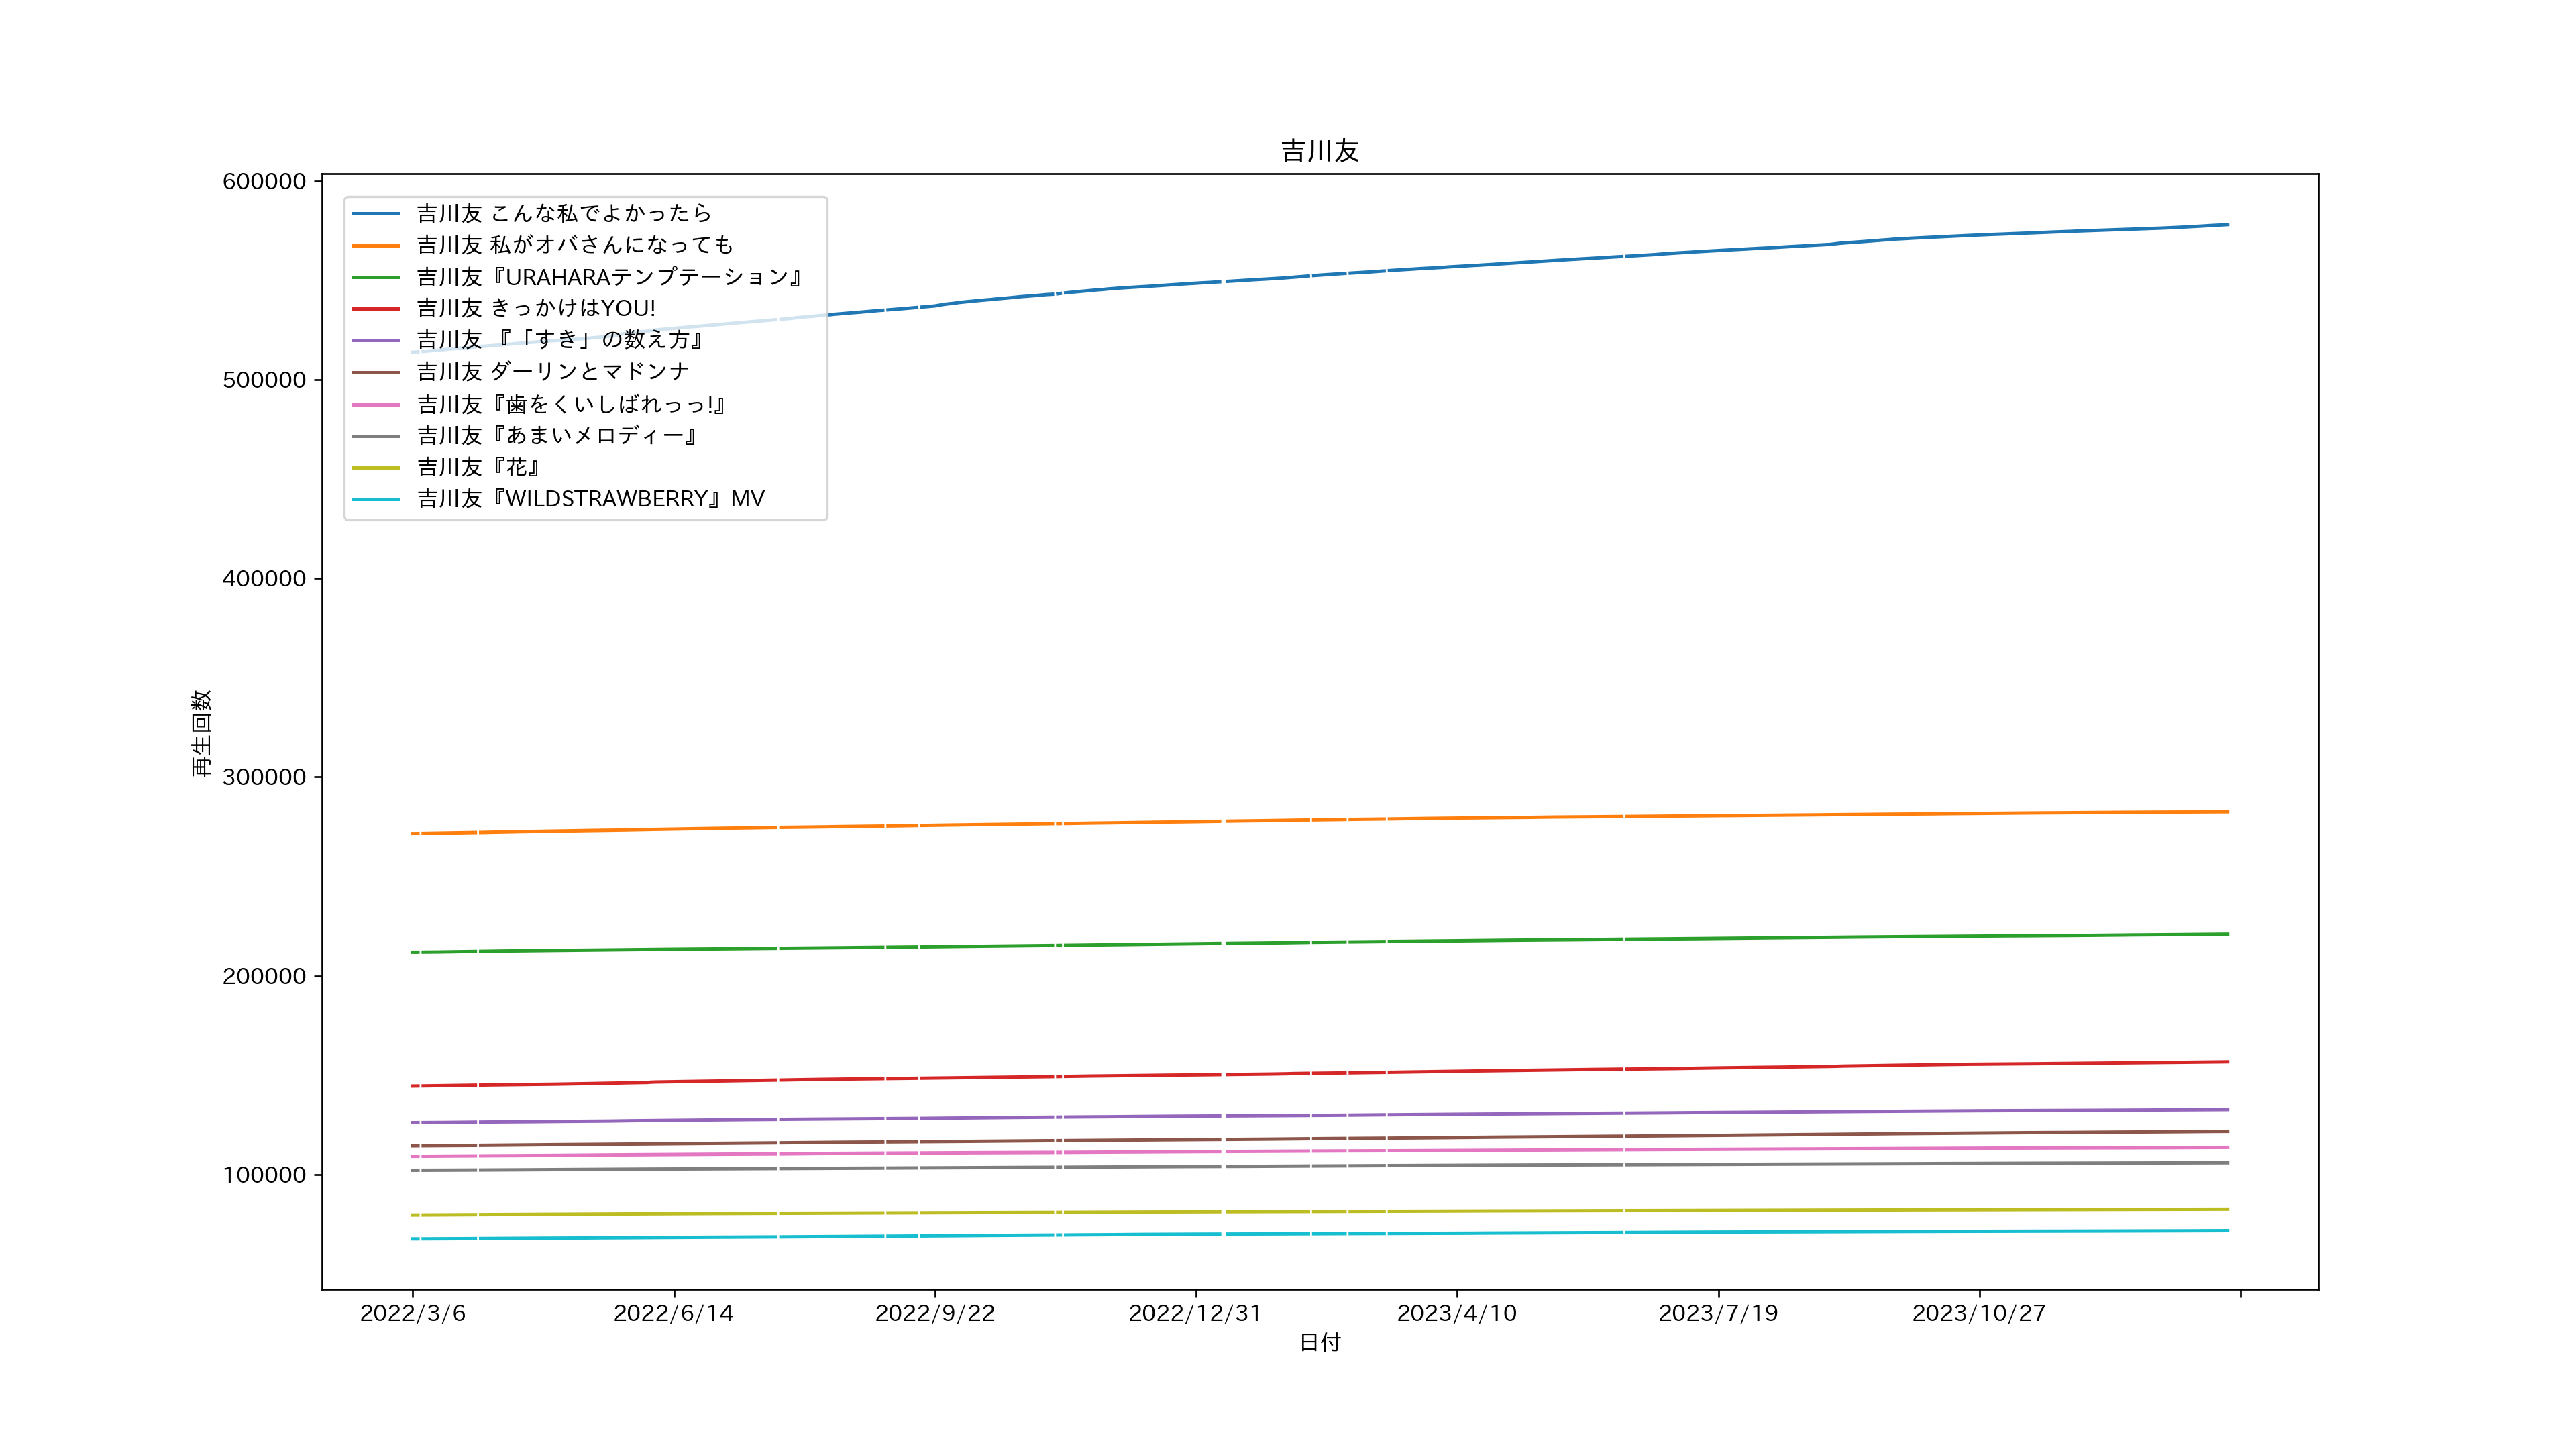 吉川友
600000
500000
400000
300000
200000
100000
再生回数
吉川友 こんな私でよかったら
吉川友 私がオバさんになっても
吉川友『URAHARAテンプテーション』
吉川友 きっかけはYOU!
吉川友 『「すき」の数え方』
吉川友 ダーリンとマドンナ
吉川友『歯をくいしばれっっ!』
吉川友『あまいメロディー』
吉川友『花』
吉川友『WILDSTRAWBERRY』MV
2022/3/6
2022/6/14
2022/9/22
2022/12/31
2023/4/10
2023/7/19
2023/10/27
日付